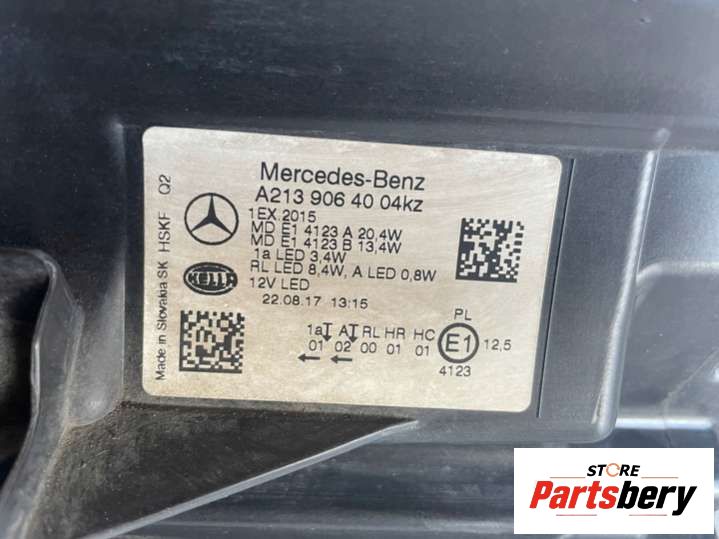 Mercedes-Benz
A213 906 40 04kz
1EX.2015
MD E1 4123 A 20,4W
MD E1 4123 B 13,4W
1a LED 3,4W
RL LED 8,4W, A LED 0,8W
12V LED
22.08.17 13:15
HELLA
Made in Slovakia SK HSKF Q2
1a A RL HR HC
01 02 00 01 01
PL
E1
12,5
4123
STORE
Partsbery